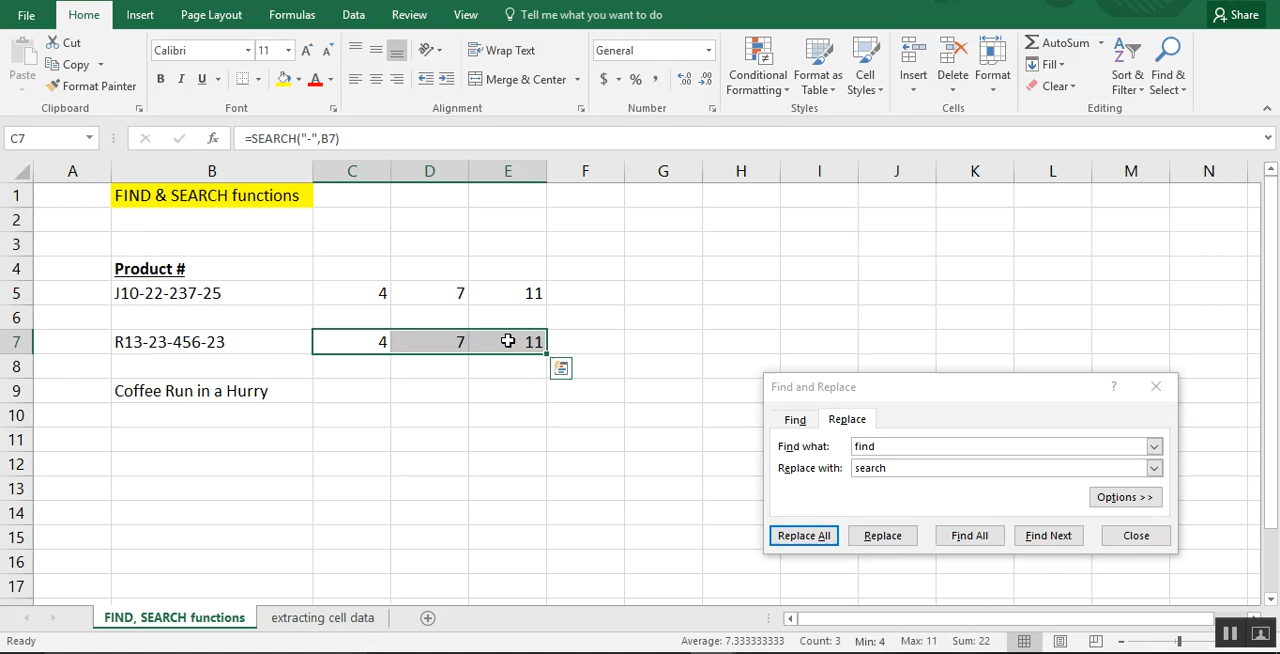 File Home Insert Page Layout Formulas Data Review View Tell me what you want to do Share
Paste Cut Copy Format Painter
Calibri 11 B I U A
Wrap Text Merge & Center
General $ % ,
Conditional Formatting Format as Table Cell Styles
Insert Delete Format
AutoSum Fill Clear Sort & Filter Find & Select
Clipboard Font Alignment Number Styles Cells Editing
C7 fx =SEARCH("-",B7)
A B C D E F G H I J K L M N
1 FIND & SEARCH functions
2
3
4 Product #
5 J10-22-237-25 4 7 11
6
7 R13-23-456-23 4 7 11
8
9 Coffee Run in a Hurry
10
11
12
13
14
15
16
17
Find and Replace ?
Find Replace
Find what: find
Replace with: search
Options >>
Replace All Replace Find All Find Next Close
FIND, SEARCH functions extracting cell data
Ready Average: 7.333333333 Count: 3 Min: 4 Max: 11 Sum: 22